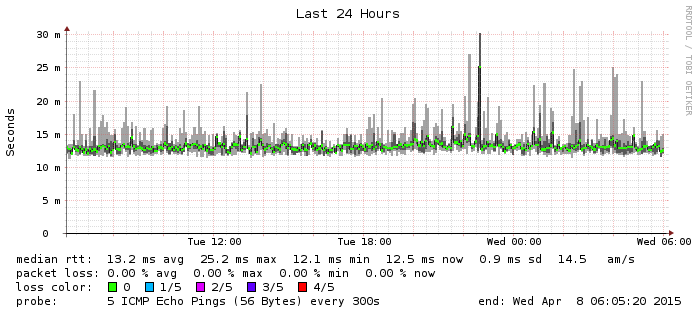 Last 24 Hours
RRDTOOL / TOBI OETIKER
Seconds
30 m
25 m
20 m
15 m
10 m
5 m
0
Tue 12:00 Tue 18:00 Wed 00:00 Wed 06:00
median rtt: 13.2 ms avg 25.2 ms max 12.1 ms min 12.5 ms now 0.9 ms sd 14.5 am/s
packet loss: 0.00 % avg 0.00 % max 0.00 % min 0.00 % now
loss color: 0 1/5 2/5 3/5 4/5
probe: 5 ICMP Echo Pings (56 Bytes) every 300s end: Wed Apr 8 06:05:20 2015